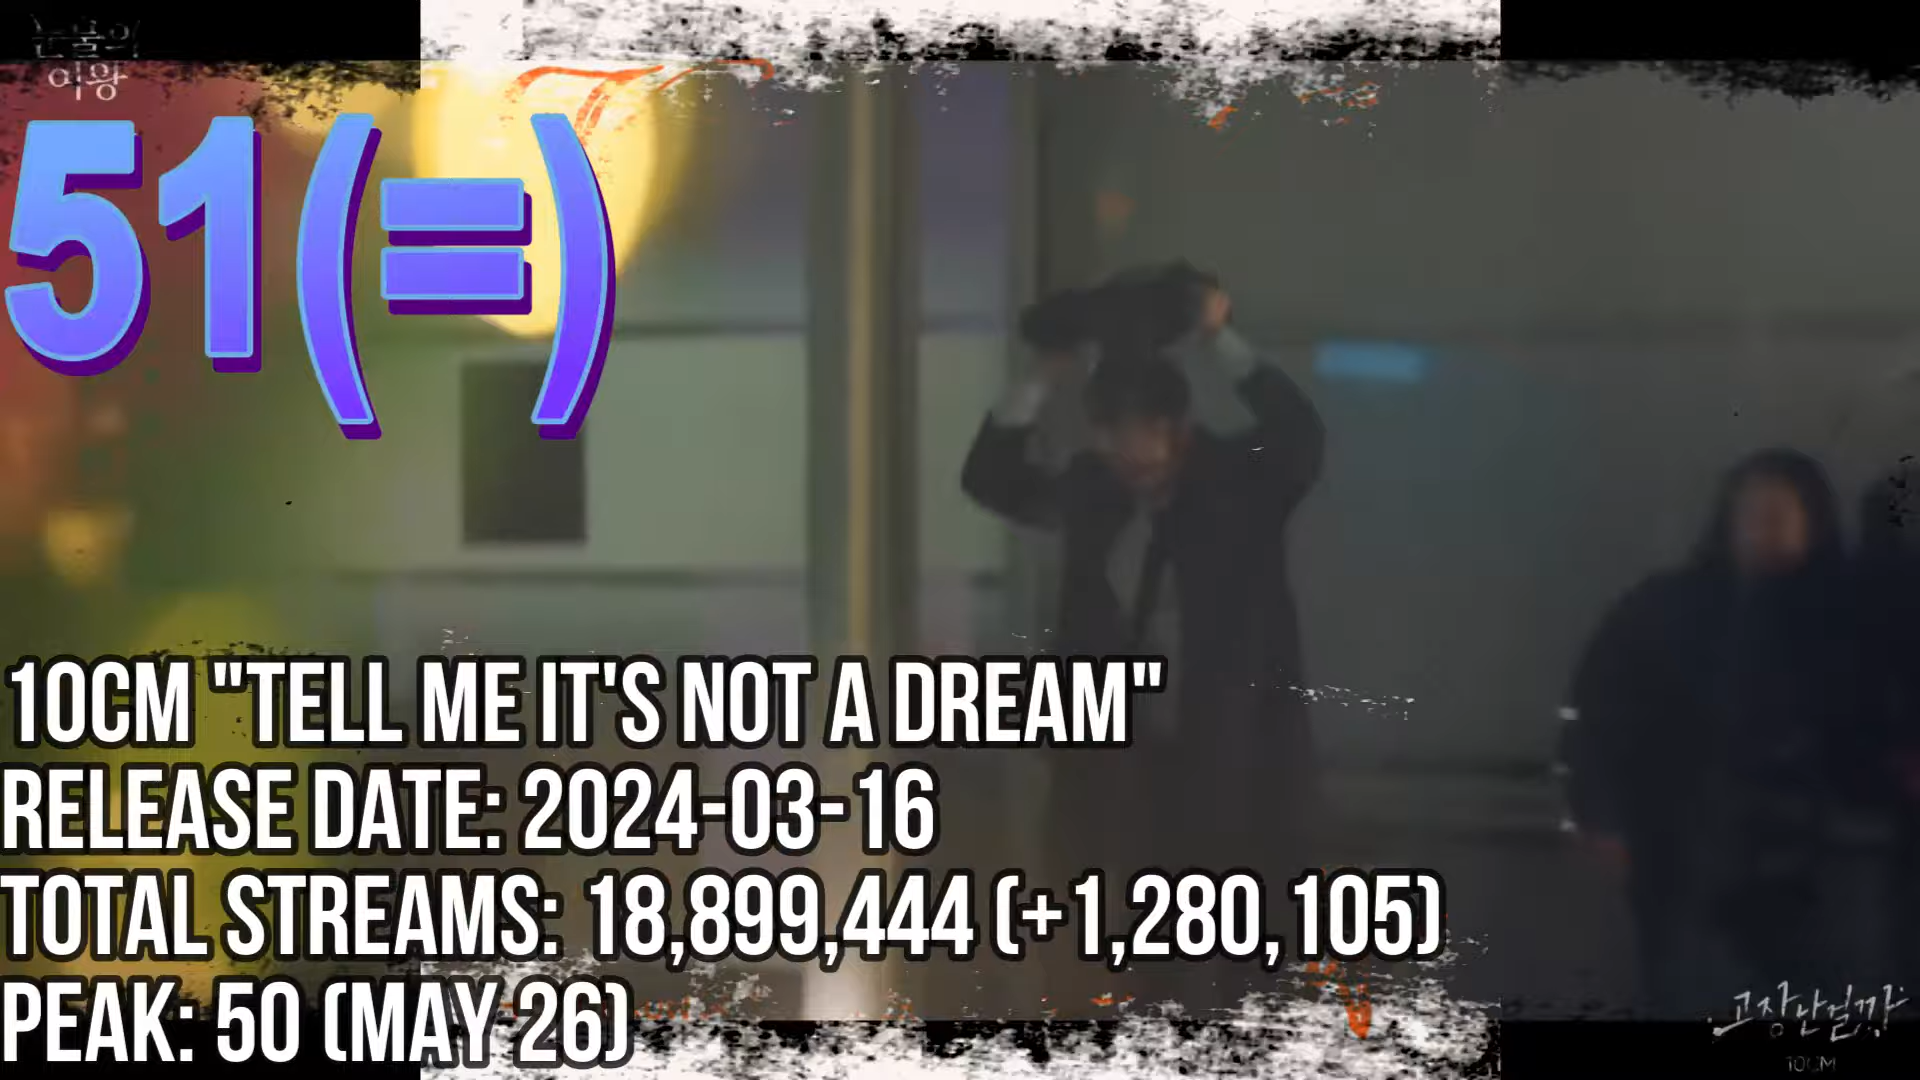 눈물의
여왕
51(=)
10CM "TELL ME IT'S NOT A DREAM"
RELEASE DATE: 2024-03-16
TOTAL STREAMS: 18,899,444 (+1,280,105)
PEAK: 50 (MAY 26)
고장난걸까
10CM